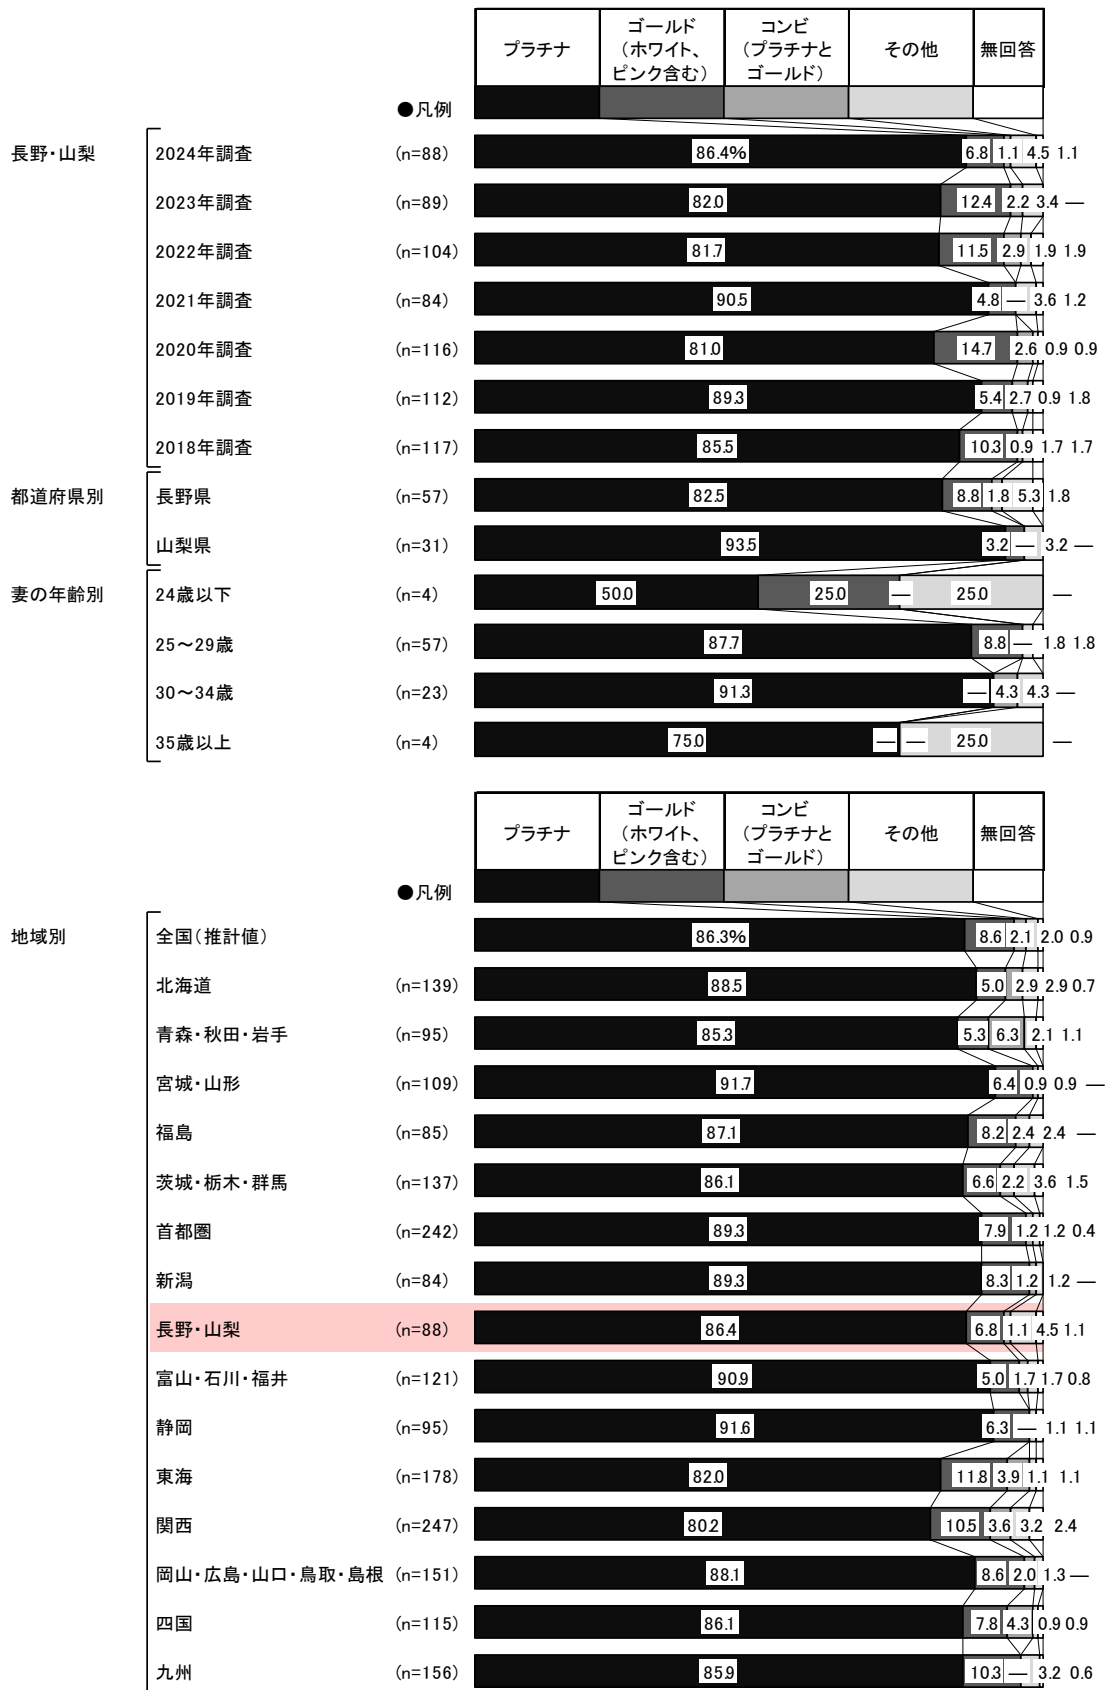 プラチナ
ゴールド
（ホワイト、
ピンク含む）
コンビ
（プラチナと
ゴールド）
その他
無回答
●凡例
長野・山梨 2024年調査 (n=88) 86.4% 6.8 1.1 4.5 1.1
2023年調査 (n=89) 82.0 12.4 2.2 3.4 ―
2022年調査 (n=104) 81.7 11.5 2.9 1.9 1.9
2021年調査 (n=84) 90.5 4.8 ― 3.6 1.2
2020年調査 (n=116) 81.0 14.7 2.6 0.9 0.9
2019年調査 (n=112) 89.3 5.4 2.7 0.9 1.8
2018年調査 (n=117) 85.5 10.3 0.9 1.7 1.7
都道府県別 長野県 (n=57) 82.5 8.8 1.8 5.3 1.8
山梨県 (n=31) 93.5 3.2 ― 3.2 ―
妻の年齢別 24歳以下 (n=4) 50.0 25.0 ― 25.0 ―
25～29歳 (n=57) 87.7 8.8 ― 1.8 1.8
30～34歳 (n=23) 91.3 ― 4.3 4.3 ―
35歳以上 (n=4) 75.0 ― ― 25.0 ―
プラチナ
ゴールド
（ホワイト、
ピンク含む）
コンビ
（プラチナと
ゴールド）
その他
無回答
●凡例
地域別 全国（推計値） 86.3% 8.6 2.1 2.0 0.9
北海道 (n=139) 88.5 5.0 2.9 2.9 0.7
青森・秋田・岩手 (n=95) 85.3 5.3 6.3 2.1 1.1
宮城・山形 (n=109) 91.7 6.4 0.9 0.9 ―
福島 (n=85) 87.1 8.2 2.4 2.4 ―
茨城・栃木・群馬 (n=137) 86.1 6.6 2.2 3.6 1.5
首都圏 (n=242) 89.3 7.9 1.2 1.2 0.4
新潟 (n=84) 89.3 8.3 1.2 1.2 ―
長野・山梨 (n=88) 86.4 6.8 1.1 4.5 1.1
富山・石川・福井 (n=121) 90.9 5.0 1.7 1.7 0.8
静岡 (n=95) 91.6 6.3 ― 1.1 1.1
東海 (n=178) 82.0 11.8 3.9 1.1 1.1
関西 (n=247) 80.2 10.5 3.6 3.2 2.4
岡山・広島・山口・鳥取・島根 (n=151) 88.1 8.6 2.0 1.3 ―
四国 (n=115) 86.1 7.8 4.3 0.9 0.9
九州 (n=156) 85.9 10.3 ― 3.2 0.6